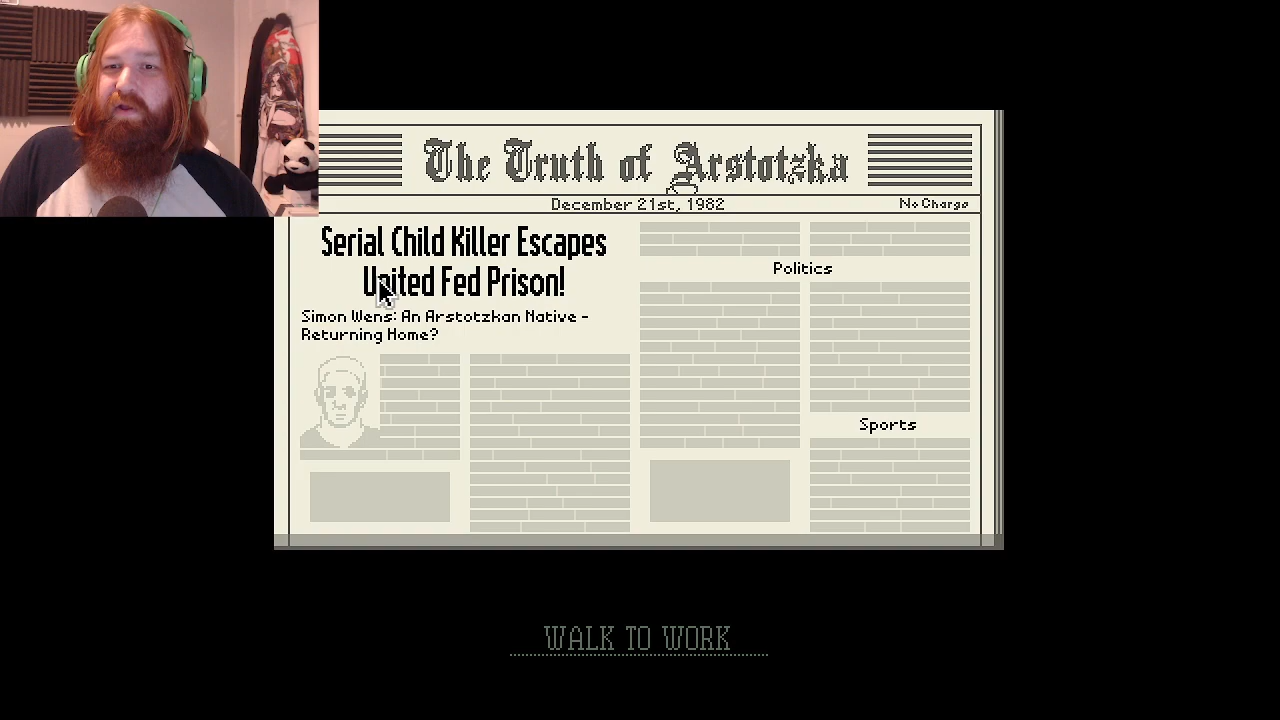 The Truth of Arstotzka
December 21st, 1982
No Charge
Serial Child Killer Escapes
United Fed Prison!
Simon Wens: An Arstotzkan Native -
Returning Home?
Politics
Sports
WALK TO WORK